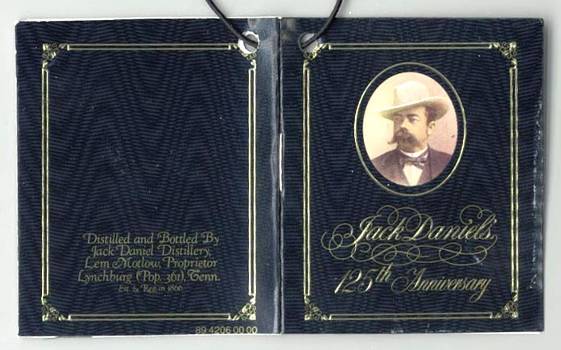 Distilled and Bottled By
Jack Daniel Distillery,
Lem Motlow, Proprietor
Lynchburg (Pop. 361), Tenn.
Est. & Reg. in 1866
89 4206 00 00
Jack Daniel's
125th Anniversary